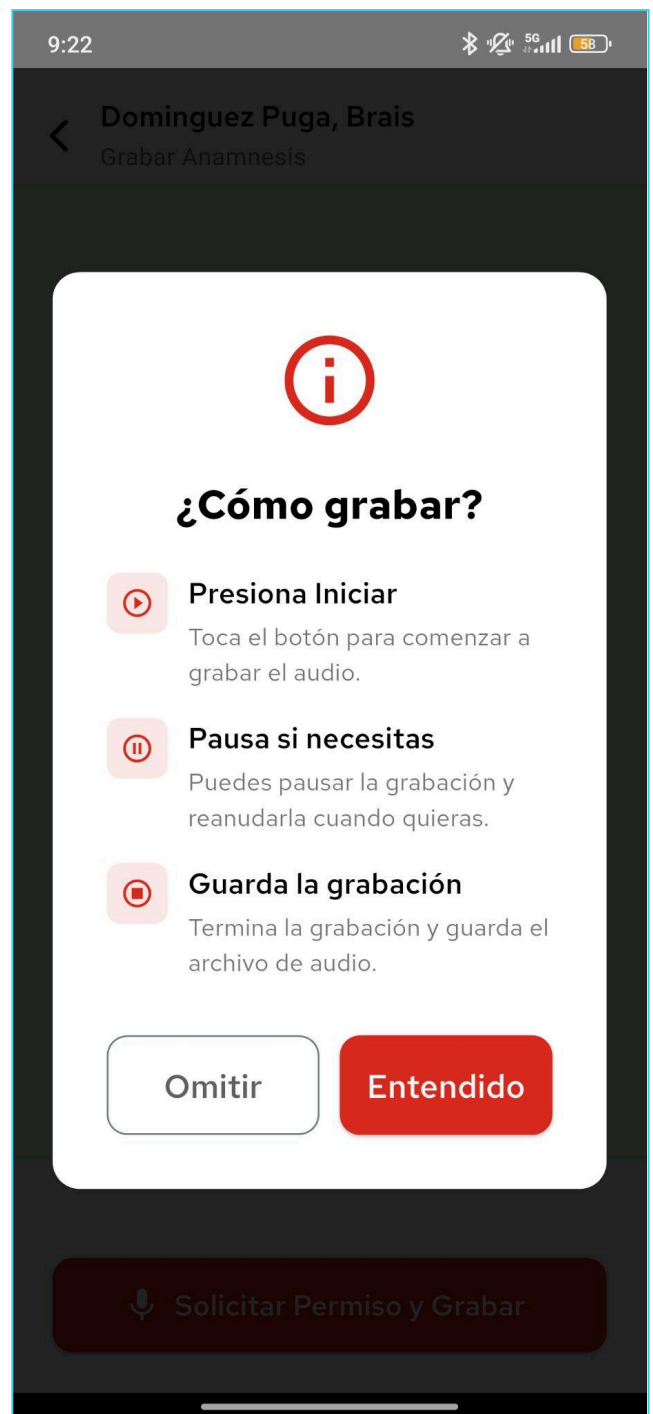 9:22
5G
58
Dominguez Puga, Brais
Grabar Anamnesis
¿Cómo grabar?
Presiona Iniciar
Toca el botón para comenzar a
grabar el audio.
Pausa si necesitas
Puedes pausar la grabación y
reanudarla cuando quieras.
Guarda la grabación
Termina la grabación y guarda el
archivo de audio.
Omitir
Entendido
Solicitar Permiso y Grabar